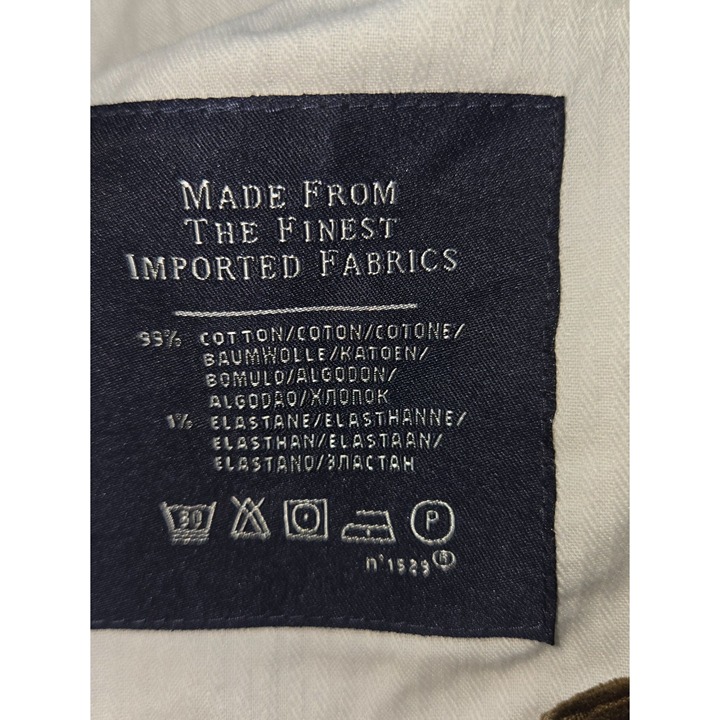 MADE FROM
THE FINEST
IMPORTED FABRICS
99% COTTON/COTON/COTONE/
BAUMWOLLE/KATOEN/
BOMULD/ALGODON/
ALGODAO/ХЛОПОК
1% ELASTANE/ELASTHANNE/
ELASTHAN/ELASTAAN/
ELASTANO/ЭЛАСТАН
30 P
n°1529®